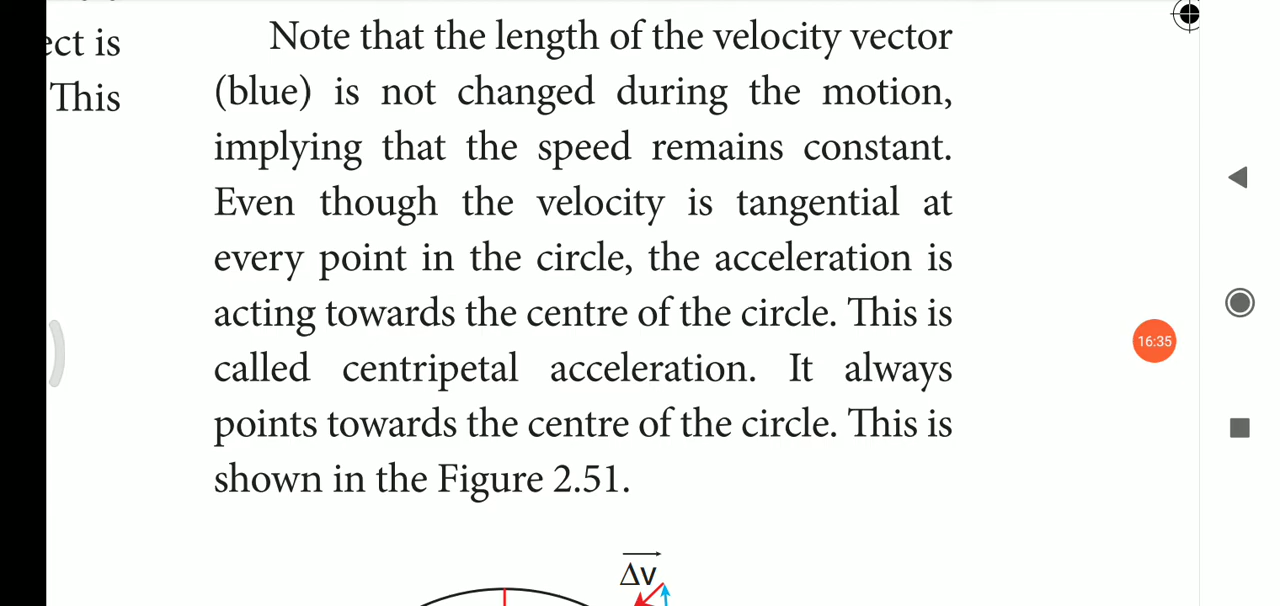 ect is
This
Note that the length of the velocity vector
(blue) is not changed during the motion,
implying that the speed remains constant.
Even though the velocity is tangential at
every point in the circle, the acceleration is
acting towards the centre of the circle. This is
called centripetal acceleration. It always
points towards the centre of the circle. This is
shown in the Figure 2.51.
Δv
16:35